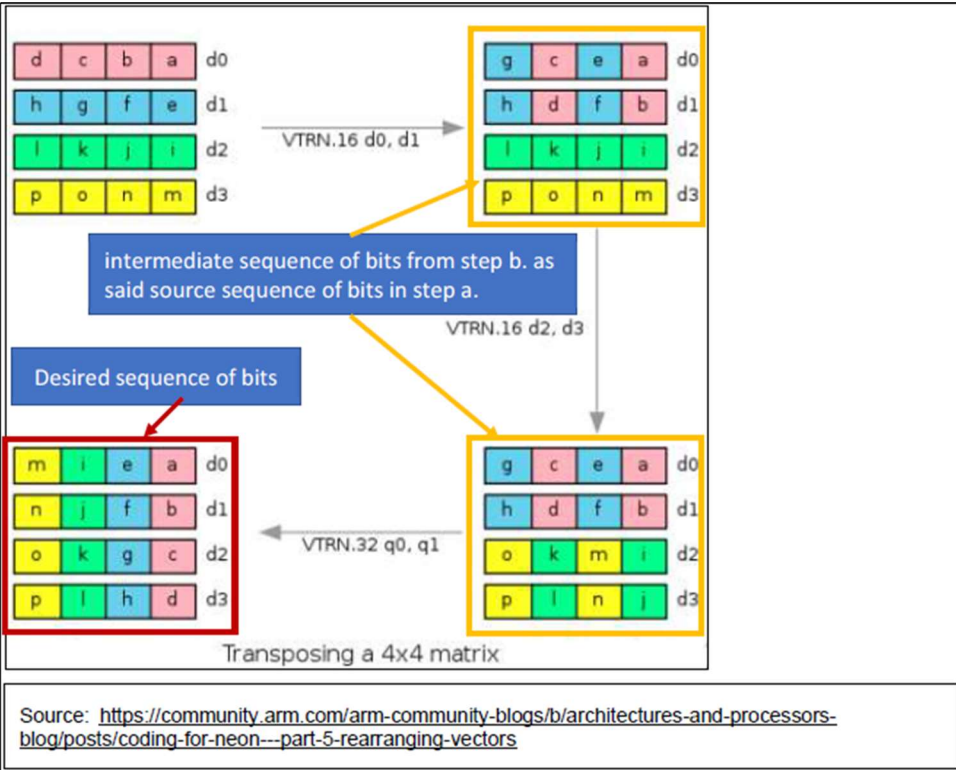 d c b a d0
h g f e d1
l k j i d2
p o n m d3
VTRN.16 d0, d1
g c e a d0
h d f b d1
l k j i d2
p o n m d3
intermediate sequence of bits from step b. as
said source sequence of bits in step a.
VTRN.16 d2, d3
Desired sequence of bits
m i e a d0
n j f b d1
o k g c d2
p l h d d3
VTRN.32 q0, q1
g c e a d0
h d f b d1
o k m i d2
p l n j d3
Transposing a 4x4 matrix
Source: https://community.arm.com/arm-community-blogs/b/architectures-and-processors-
blog/posts/coding-for-neon---part-5-rearranging-vectors